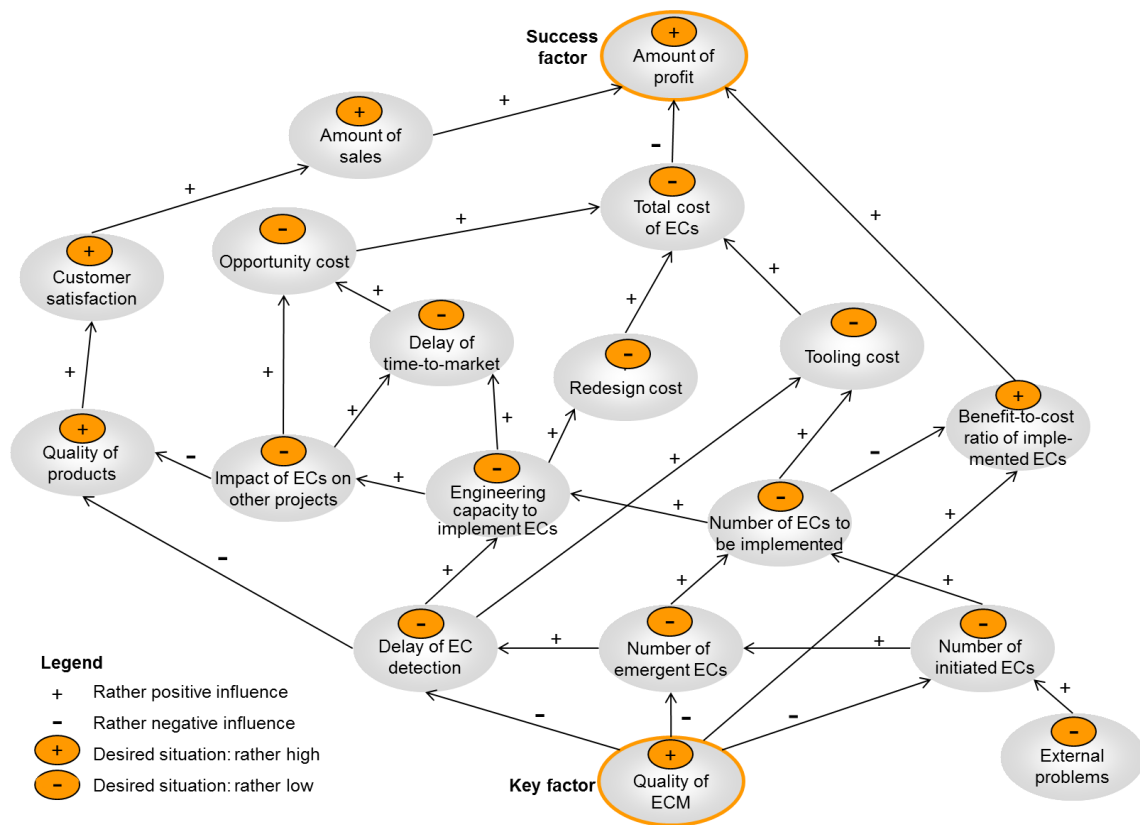 Success
factor
+
Amount of
profit
+
+
Amount of
sales
-
+
-
Total cost
of ECs
+
+
-
Opportunity cost
+
Customer
satisfaction
+
+
+
-
Delay of
time-to-market
-
Redesign cost
-
Tooling cost
+
+
+
+
+
+
+
+
Benefit-to-cost
ratio of imple-
mented ECs
+
Quality of
products
-
-
Impact of ECs on
other projects
+
-
Engineering
capacity to
implement ECs
+
+
-
Number of ECs to
be implemented
-
+
-
+
+
+
-
Delay of EC
detection
+
-
Number of
emergent ECs
+
-
Number of
initiated ECs
-
-
-
+
-
External
problems
Key factor
+
Quality of
ECM
Legend
+ Rather positive influence
- Rather negative influence
+ Desired situation: rather high
- Desired situation: rather low